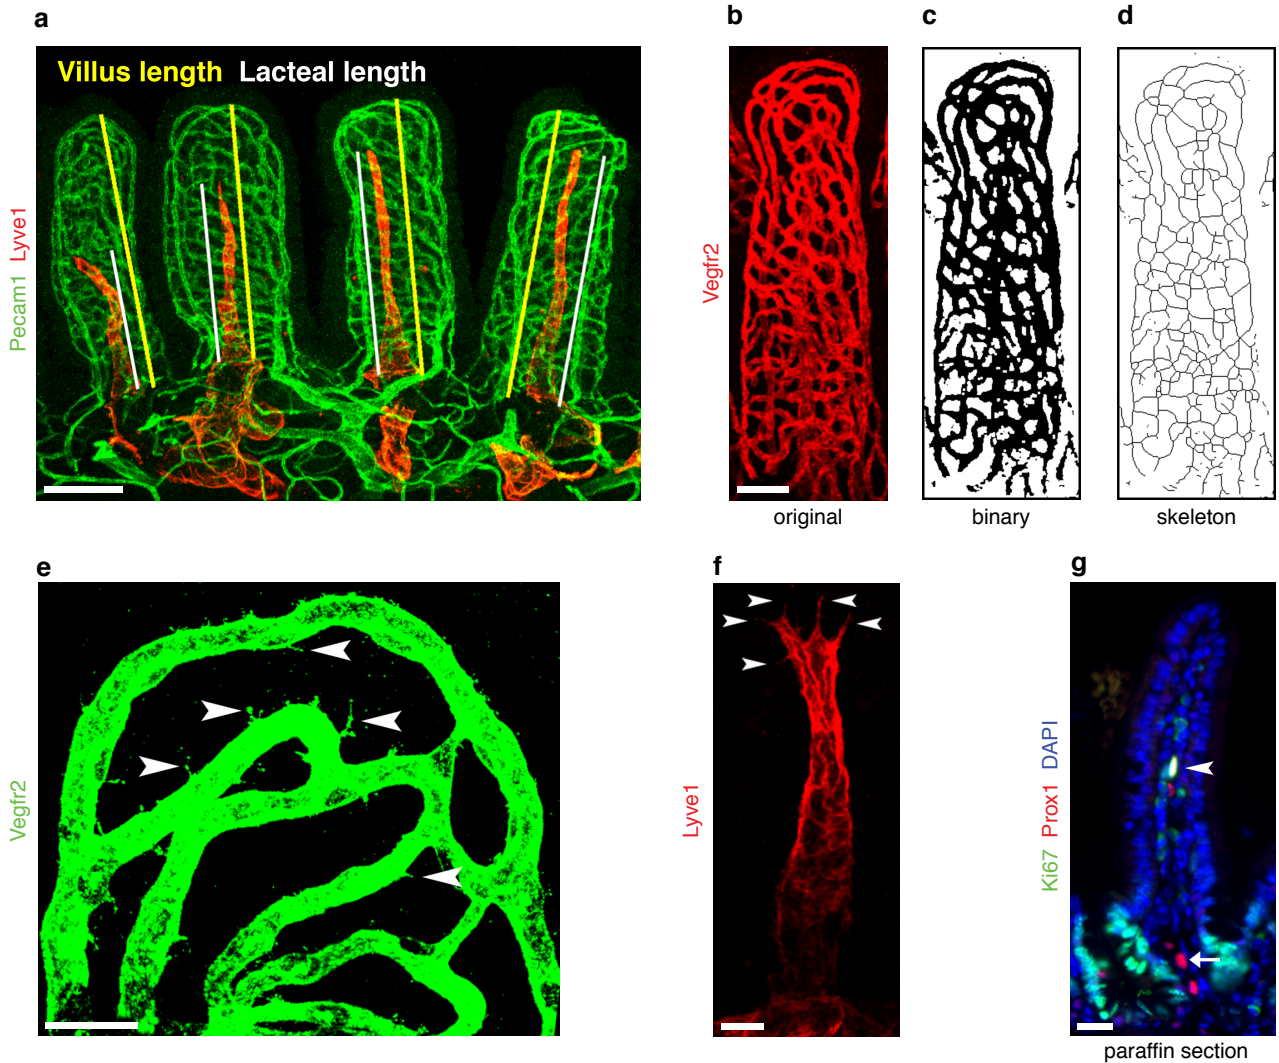 a
Villus length Lacteal length
Pecam1 Lyve1
b
c
d
Vegfr2
original
binary
skeleton
e
Vegfr2
f
Lyve1
g
Ki67 Prox1 DAPI
paraffin section